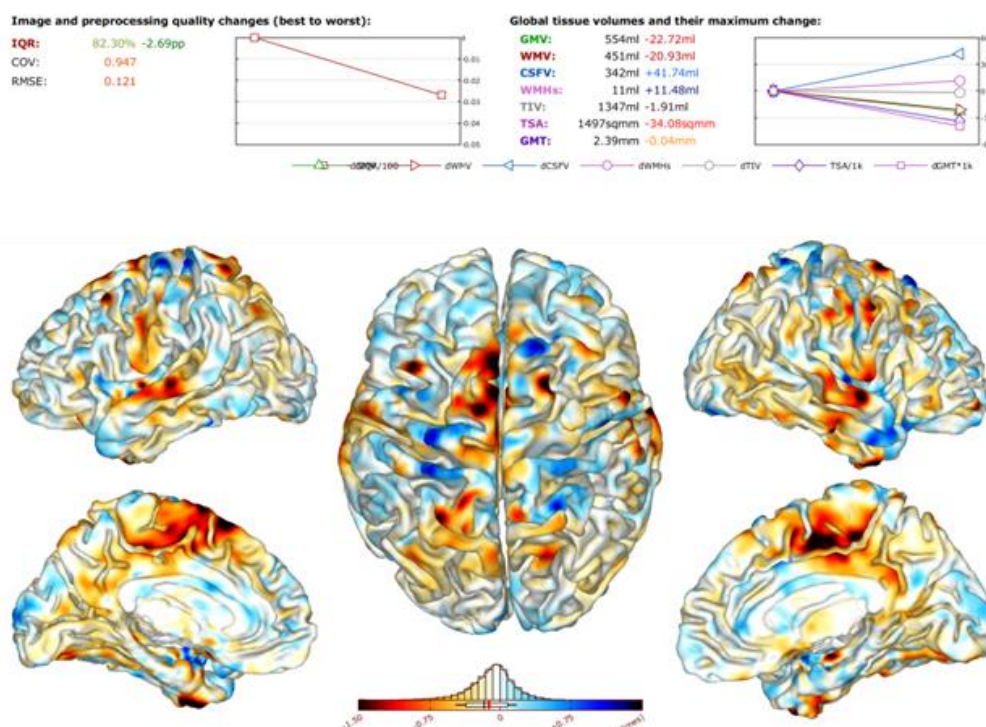 Image and preprocessing quality changes (best to worst):
IQR: 82.30% -2.69pp
COV: 0.947
RMSE: 0.121
0
-0.01
-0.02
-0.03
-0.04
-0.05
Global tissue volumes and their maximum change:
GMV: 554ml -22.72ml
WMV: 451ml -20.93ml
CSFV: 342ml +41.74ml
WMHs: 11ml +11.48ml
TIV: 1347ml -1.91ml
TSA: 1497sqmm -34.08sqmm
GMT: 2.39mm -0.04mm
dWMV dCSFV dWMHs dTIV TSA/1k dGMT*1k
-0.75 0 +0.75